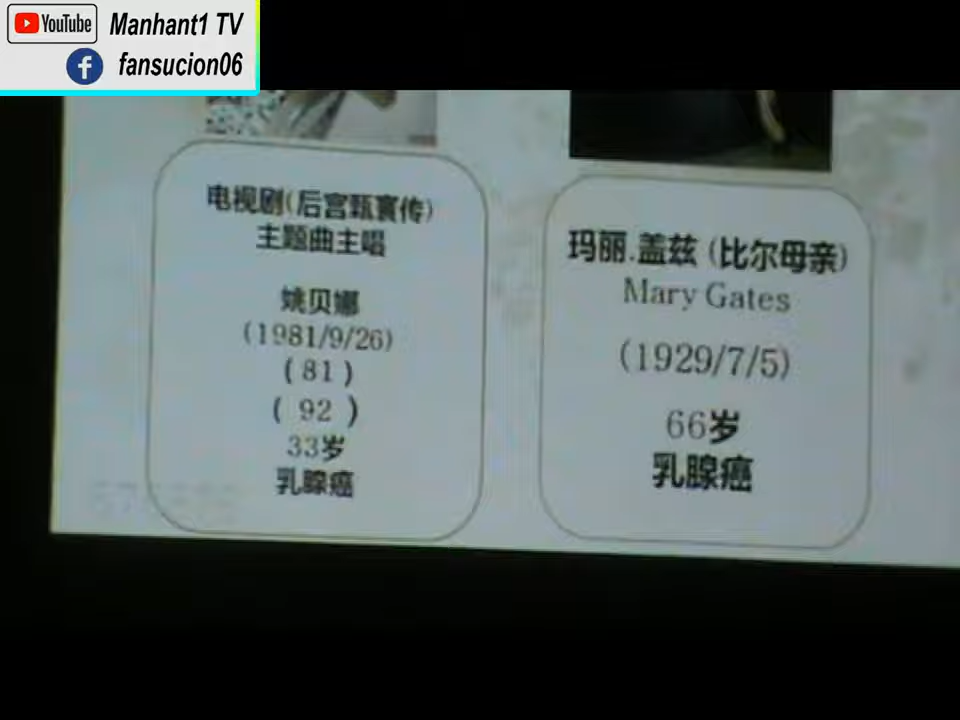 YouTube Manhant1 TV
fansucion06
电视剧(后宫甄寰传)
主题曲主唱
姚贝娜
(1981/9/26)
( 81 )
( 92 )
33岁
乳腺癌
玛丽.盖兹 (比尔母亲)
Mary Gates
(1929/7/5)
66岁
乳腺癌